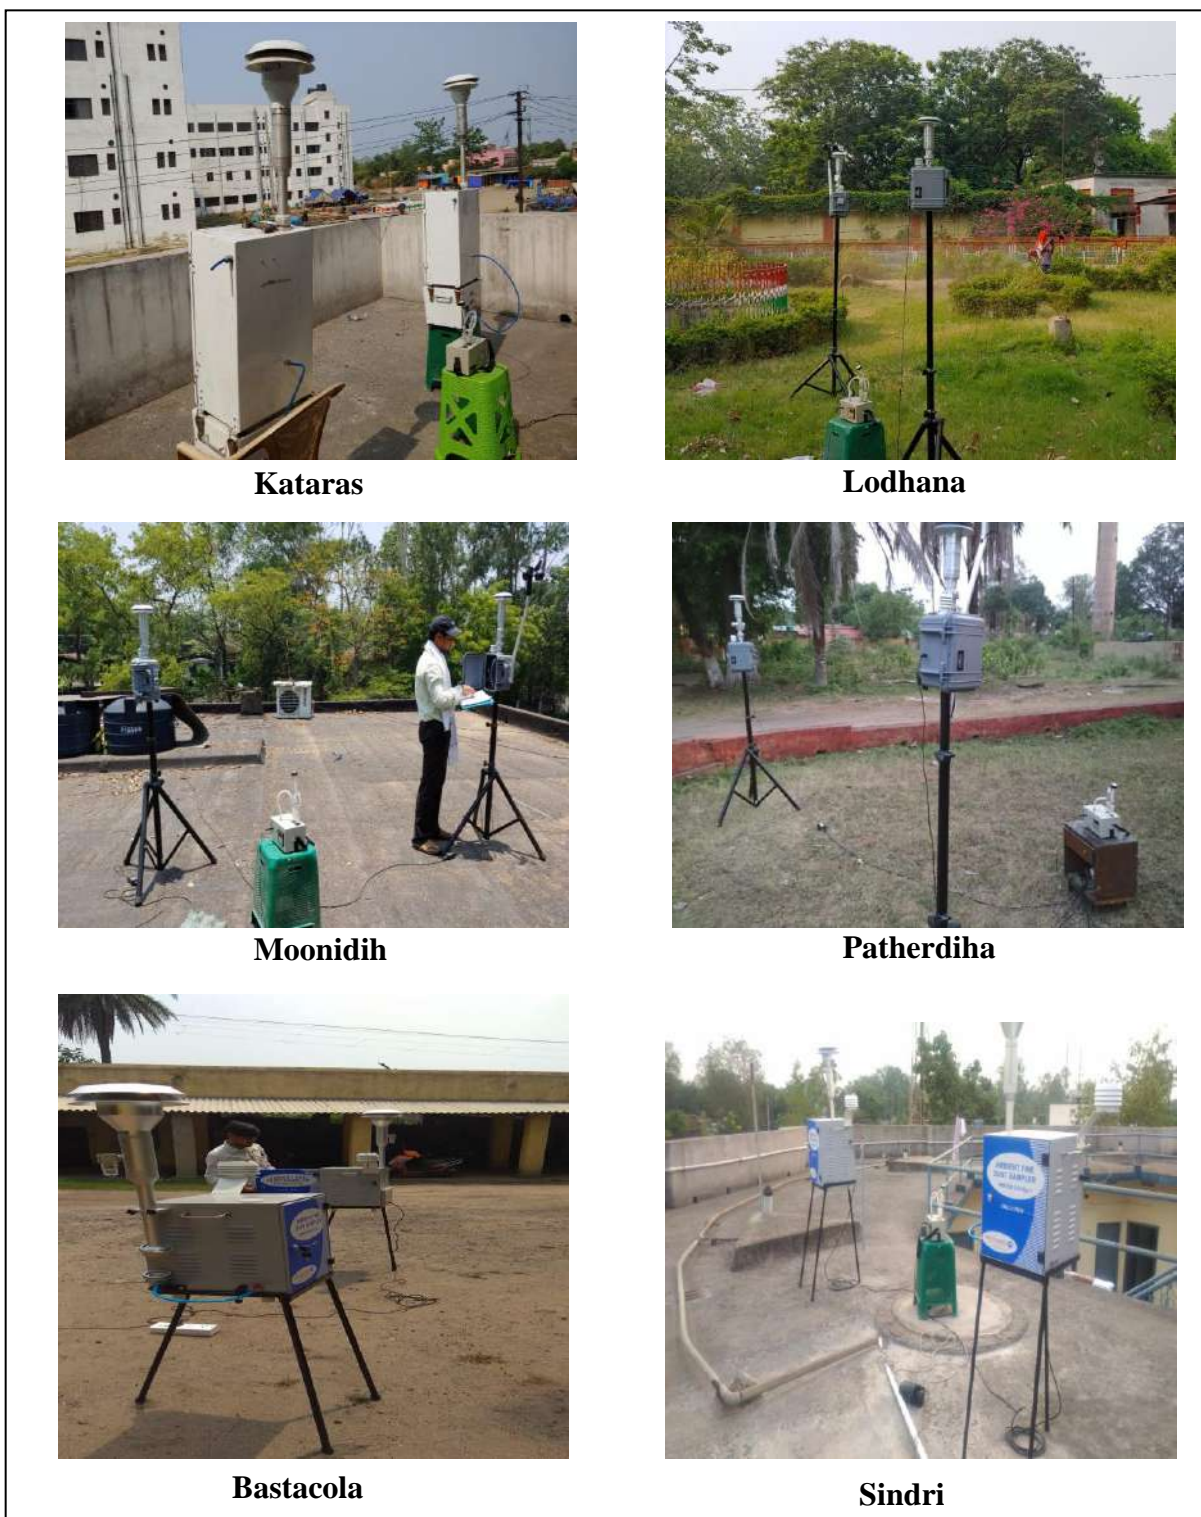 Kataras
Lodhana
Moonidih
Patherdiha
Bastacola
Sindri
AMBIENT FINE
DUST SAMPLER